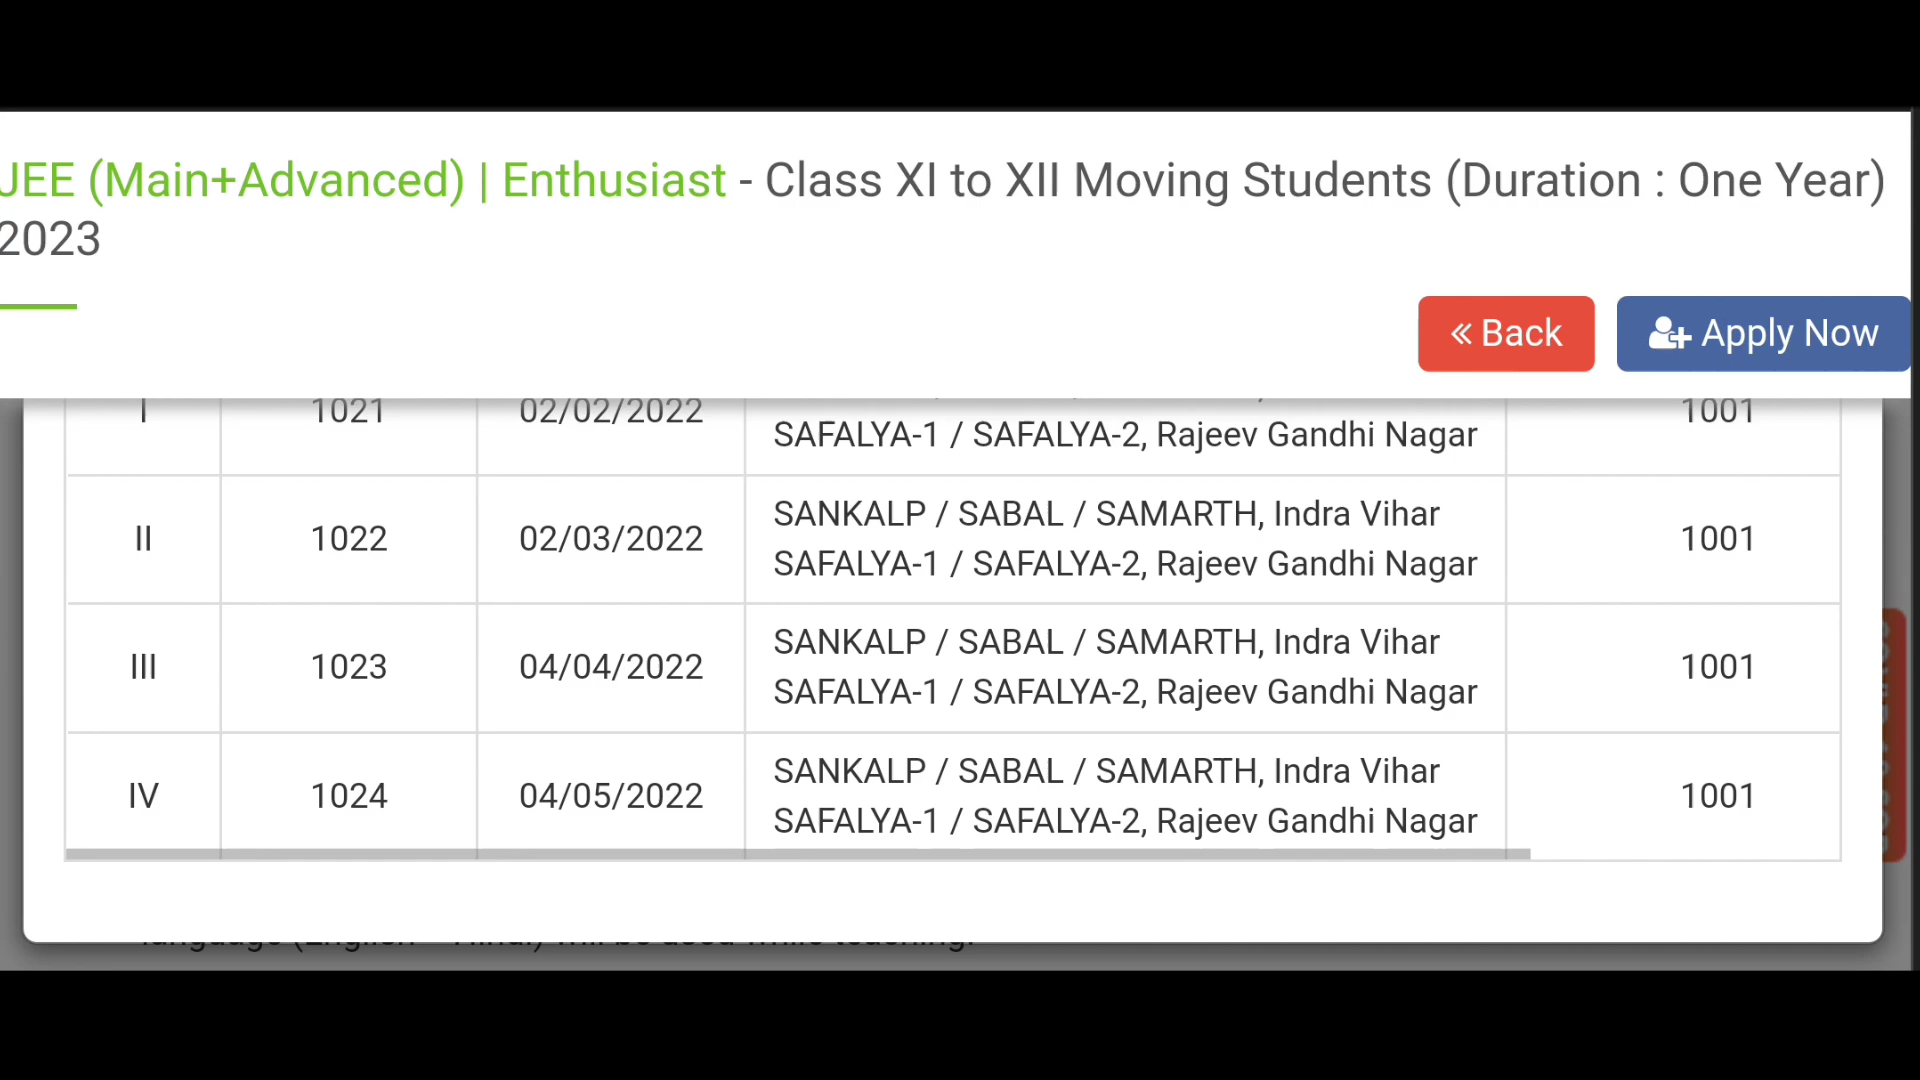 JEE (Main+Advanced) | Enthusiast - Class XI to XII Moving Students (Duration : One Year)
2023
« Back
Apply Now
I 1021 02/02/2022 SAFALYA-1 / SAFALYA-2, Rajeev Gandhi Nagar 1001
II 1022 02/03/2022 SANKALP / SABAL / SAMARTH, Indra Vihar
SAFALYA-1 / SAFALYA-2, Rajeev Gandhi Nagar 1001
III 1023 04/04/2022 SANKALP / SABAL / SAMARTH, Indra Vihar
SAFALYA-1 / SAFALYA-2, Rajeev Gandhi Nagar 1001
IV 1024 04/05/2022 SANKALP / SABAL / SAMARTH, Indra Vihar
SAFALYA-1 / SAFALYA-2, Rajeev Gandhi Nagar 1001